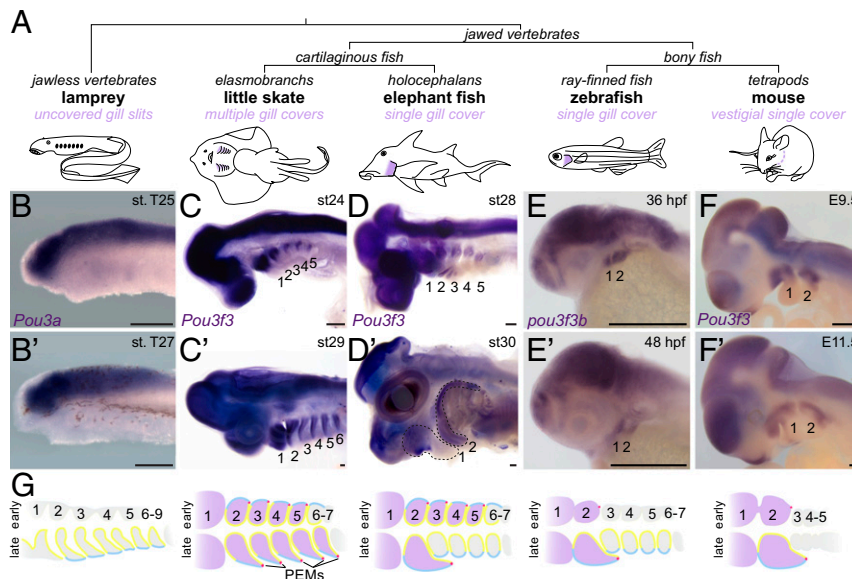 A
jawed vertebrates
cartilaginous fish
bony fish
jawless vertebrates
elasmobranchs
holocephalans
ray-finned fish
tetrapods
lamprey
little skate
elephant fish
zebrafish
mouse
uncovered gill slits
multiple gill covers
single gill cover
single gill cover
vestigial single cover
B
st. T25
Pou3a
C
st24
1 2 3 4 5
Pou3f3
D
st28
1 2 3 4 5
Pou3f3
E
36 hpf
1 2
pou3f3b
F
E9.5
1 2
Pou3f3
B'
st. T27
C'
st29
1 2 3 4 5 6
D'
st30
1 2
E'
48 hpf
1 2
F'
E11.5
1 2
G
early
late
1 2 3 4 5 6-9
early
late
1 2 3 4 5 6-7
PEMs
early
late
1 2 3 4 5 6-7
early
late
1 2 3 4 5 6-7
early
late
1 2 3 4-5